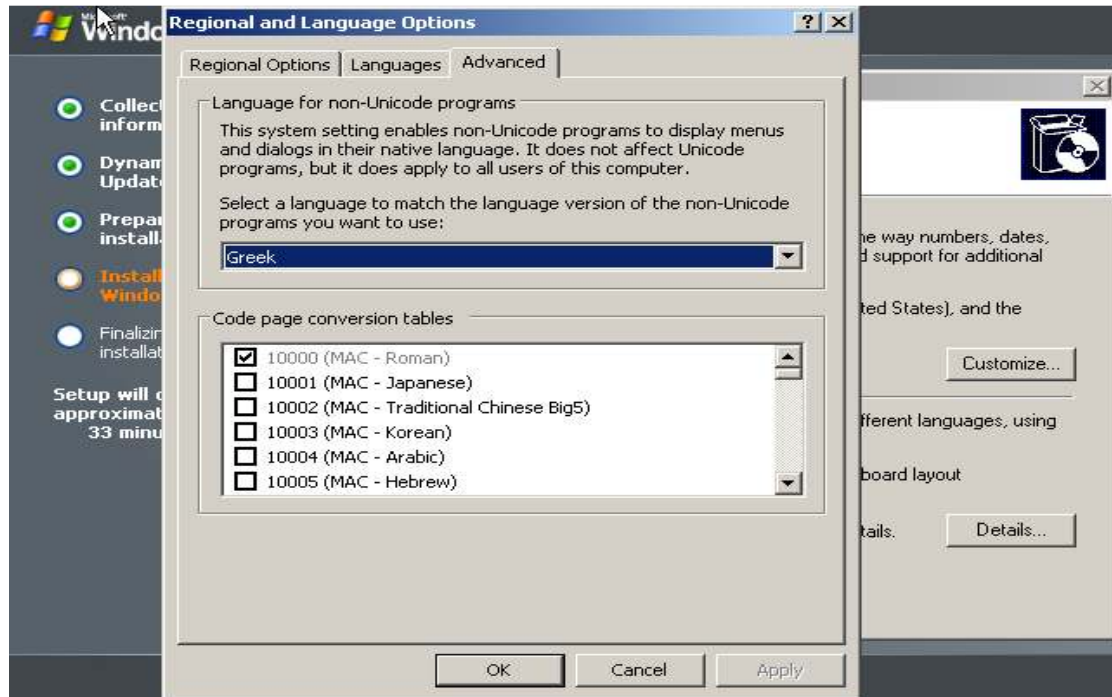 Microsoft
Windo
Collect
inform
Dynam
Update
Prepar
install
Install
Windo
Finalizin
installat
Setup will c
approximat
33 minu
Regional and Language Options
Regional Options
Languages
Advanced
Language for non-Unicode programs
This system setting enables non-Unicode programs to display menus
and dialogs in their native language. It does not affect Unicode
programs, but it does apply to all users of this computer.
Select a language to match the language version of the non-Unicode
programs you want to use:
Greek
Code page conversion tables
10000 (MAC - Roman)
10001 (MAC - Japanese)
10002 (MAC - Traditional Chinese Big5)
10003 (MAC - Korean)
10004 (MAC - Arabic)
10005 (MAC - Hebrew)
OK
Cancel
Apply
he way numbers, dates,
d support for additional
ted States), and the
Customize...
fferent languages, using
board layout
tails.
Details...